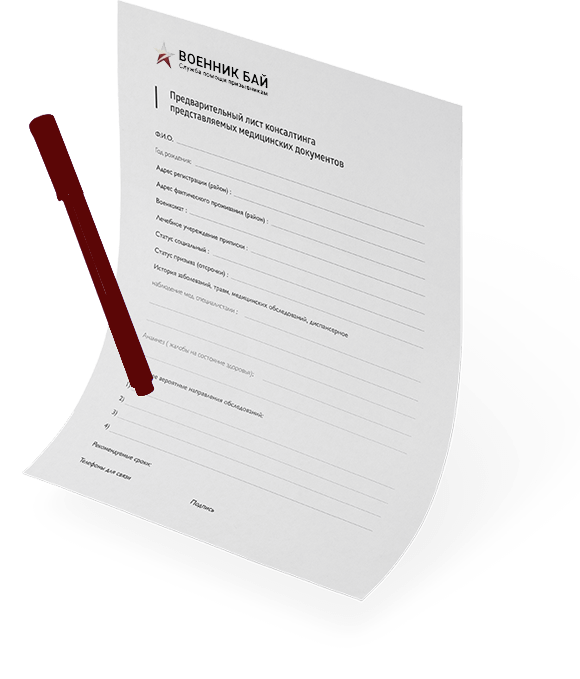 ВОЕННИК БАЙ
Служба помощи призывникам
Предварительный лист консалтинга
представляемых медицинских документов
Ф.И.О.
Год рождения:
Адрес регистрации (район) :
Адрес фактического проживания (район) :
Военкомат :
Лечебное учереждение приписки :
Статус социальный :
Статус призыва (отсрочки) :
История заболеваний, травм, медицинских обследований, диспансерное
наблюдение мед. специалистами :
Анамнез ( жалобы на состояние здоровья):
вероятные направления обследований:
1)
2)
3)
4)
Рекомендуемые сроки:
Телефоны для связи
Подпись